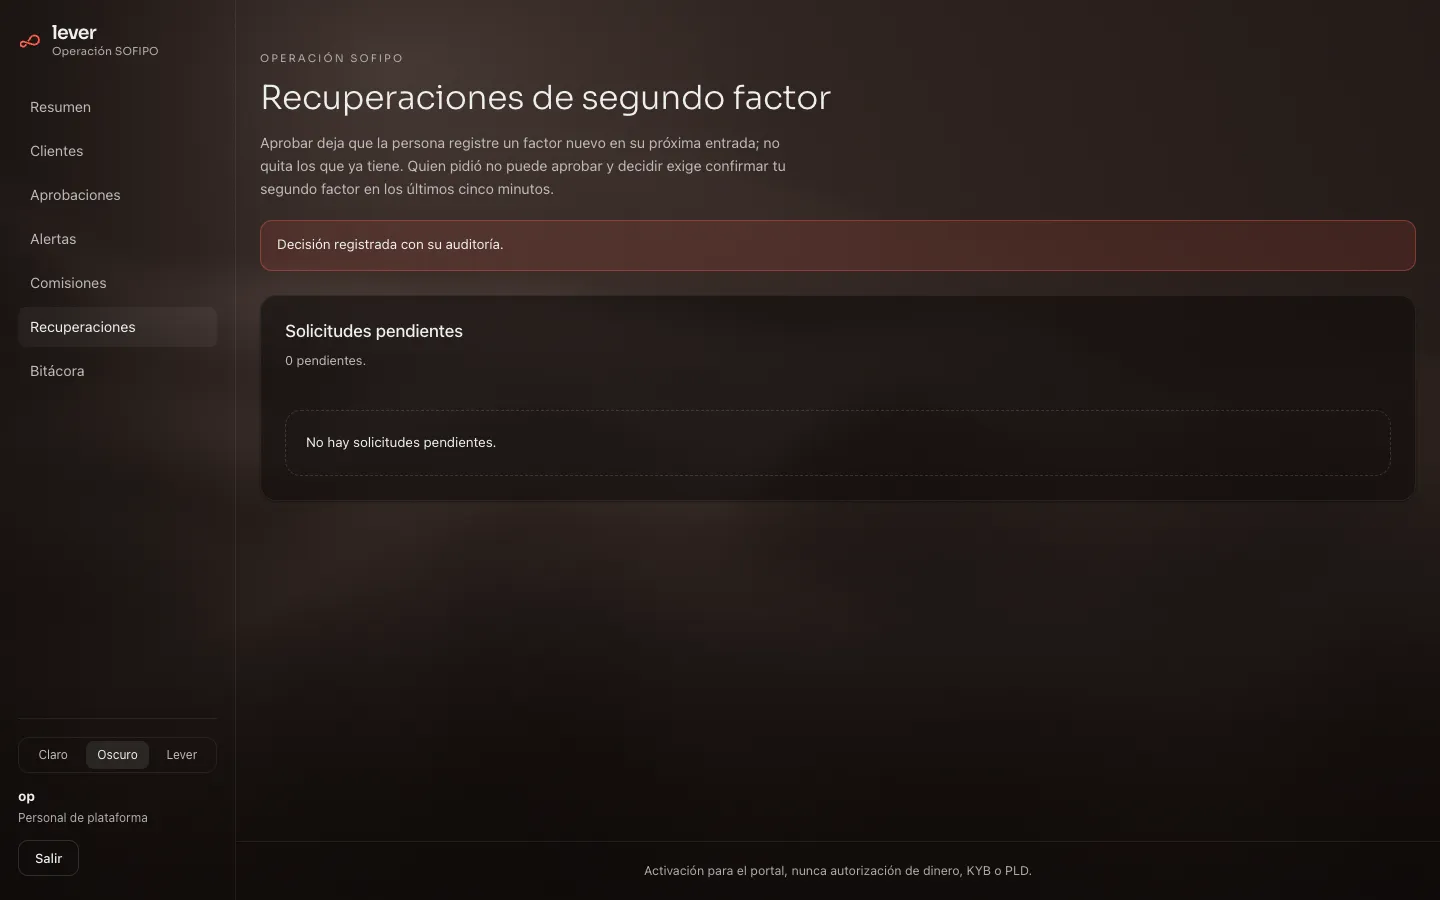 lever
Operación SOFIPO
Resumen
Clientes
Aprobaciones
Alertas
Comisiones
Recuperaciones
Bitácora
Claro
Oscuro
Lever
op
Personal de plataforma
Salir
OPERACIÓN SOFIPO
Recuperaciones de segundo factor
Aprobar deja que la persona registre un factor nuevo en su próxima entrada; no
quita los que ya tiene. Quien pidió no puede aprobar y decidir exige confirmar tu
segundo factor en los últimos cinco minutos.
Decisión registrada con su auditoría.
Solicitudes pendientes
0 pendientes.
No hay solicitudes pendientes.
Activación para el portal, nunca autorización de dinero, KYB o PLD.